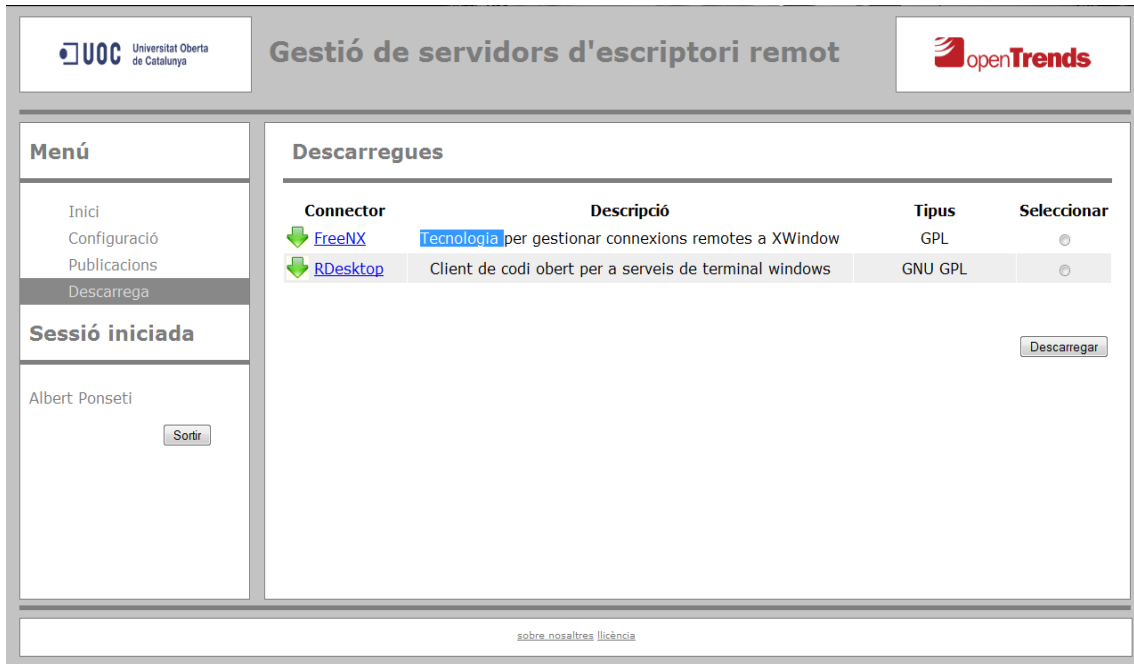 UOC Universitat Oberta de Catalunya
Gestió de servidors d'escriptori remot
openTrends
Menú
Inici
Configuració
Publicacions
Descarrega
Sessió iniciada
Albert Ponseti
Sortir
Descarregues
Connector Descripció Tipus Seleccionar
FreeNX Tecnologia per gestionar connexions remotes a XWindow GPL
RDesktop Client de codi obert per a serveis de terminal windows GNU GPL
Descarregar
sobre nosaltres llicència